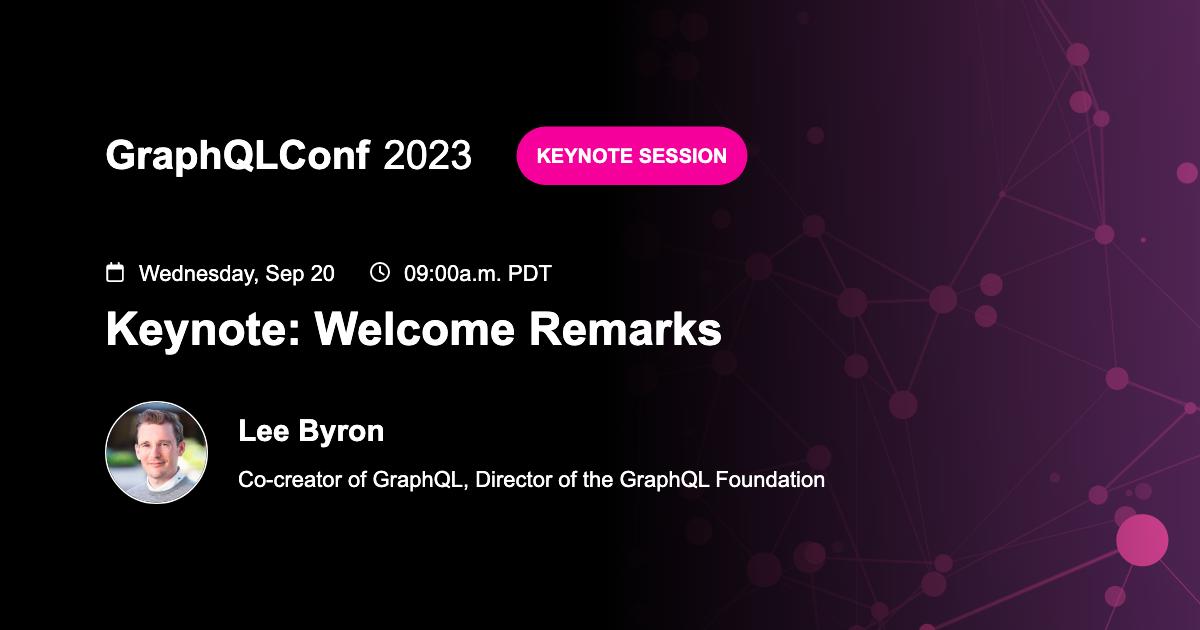 GraphQLConf 2023
KEYNOTE SESSION
Wednesday, Sep 20
09:00a.m. PDT
Keynote: Welcome Remarks
Lee Byron
Co-creator of GraphQL, Director of the GraphQL Foundation